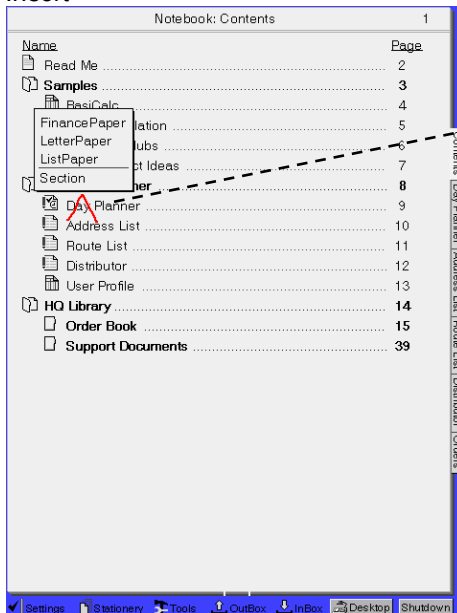 Insert
Notebook: Contents 1
Name Page
Read Me 2
Samples 3
BasiCalc 4
FinancePaper
lation 5
LetterPaper
lubs 6
ListPaper
ct Ideas 7
Section
ner 8
Day Planner 9
Address List 10
Route List 11
Distributor 12
User Profile 13
HQ Library 14
Order Book 15
Support Documents 39
Contents Day Planner Address List Route List Distributor Orders
Settings Stationery Tools OutBox InBox Desktop Shutdown